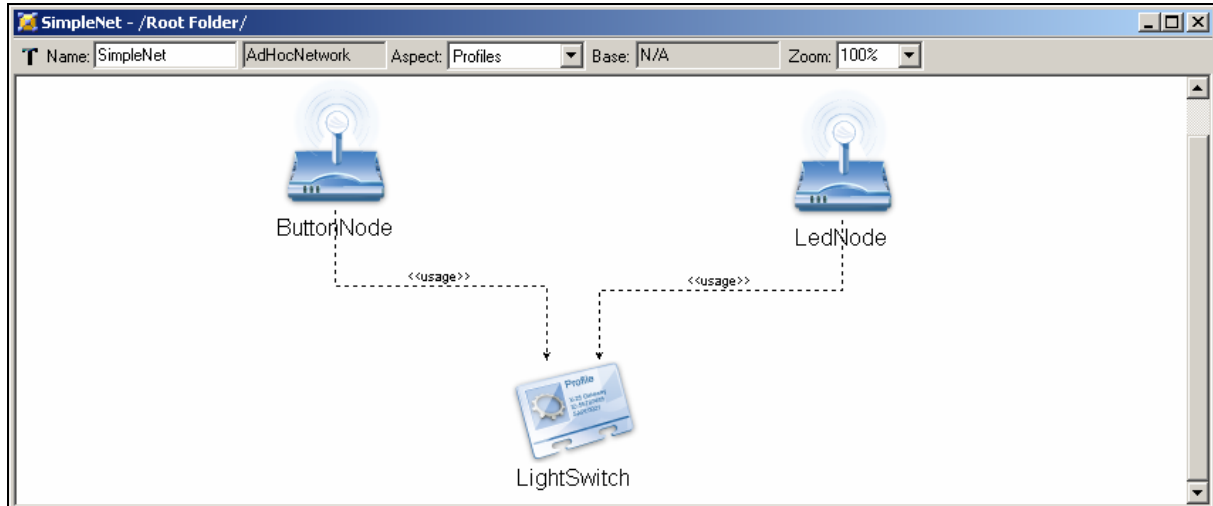 SimpleNet - /Root Folder/
Name: SimpleNet AdHocNetwork Aspect: Profiles Base: N/A Zoom: 100%
ButtonNode
LedNode
<<usage>>
<<usage>>
Profile
LightSwitch